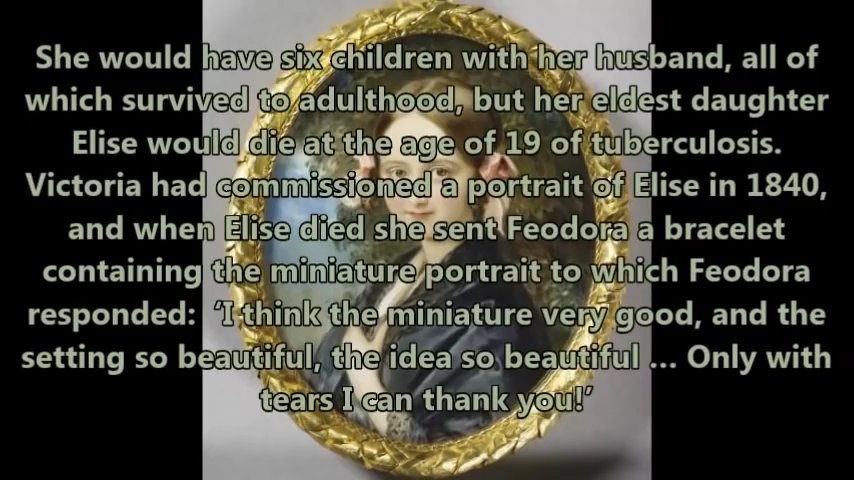 She would have six children with her husband, all of
which survived to adulthood, but her eldest daughter
Elise would die at the age of 19 of tuberculosis.
Victoria had commissioned a portrait of Elise in 1840,
and when Elise died she sent Feodora a bracelet
containing the miniature portrait to which Feodora
responded:  ‘I think the miniature very good, and the
setting so beautiful, the idea so beautiful … Only with
tears I can thank you!’